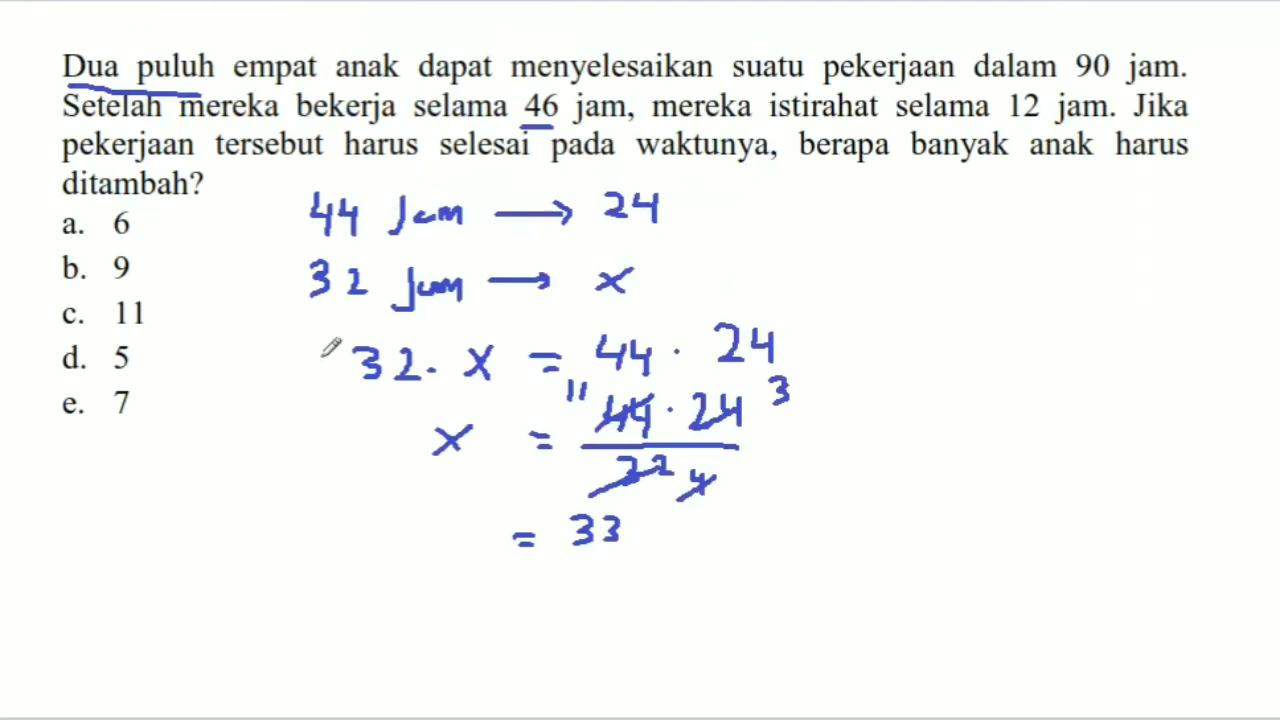 Dua puluh empat anak dapat menyelesaikan suatu pekerjaan dalam 90 jam.
Setelah mereka bekerja selama 46 jam, mereka istirahat selama 12 jam. Jika
pekerjaan tersebut harus selesai pada waktunya, berapa banyak anak harus
ditambah?
a. 6
b. 9
c. 11
d. 5
e. 7
44 Jam → 24
32 jam → x
32. x = 44 . 24
x = 11 44 . 24 3
32 4
= 33